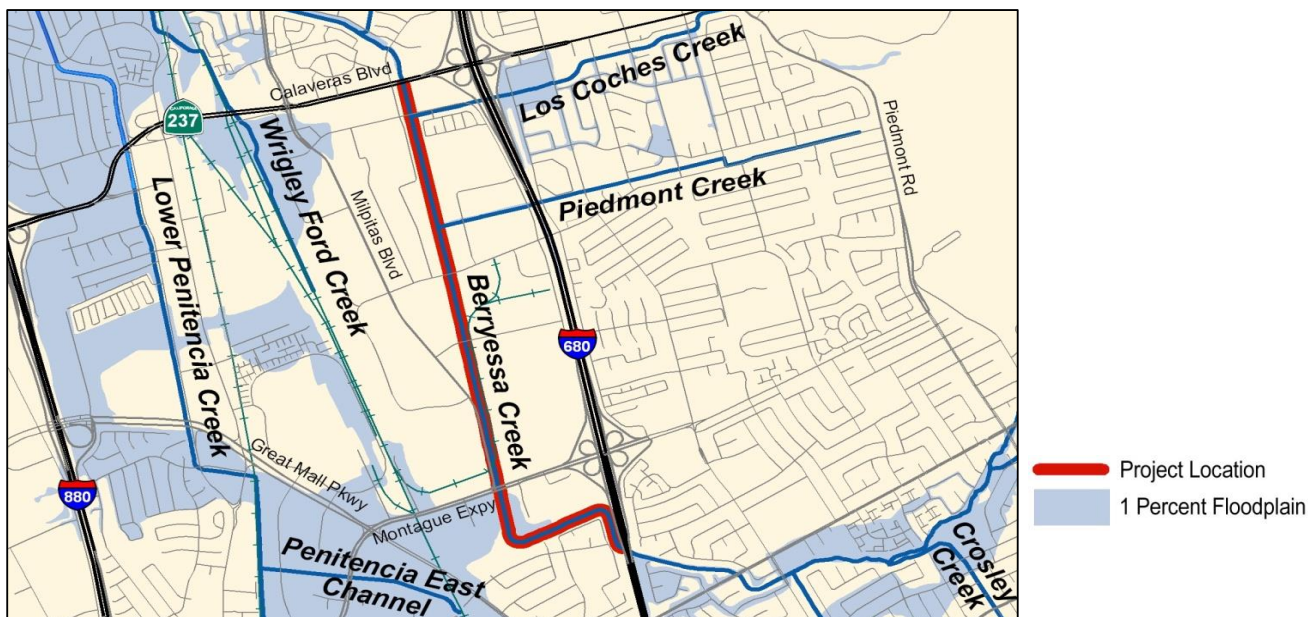 Calaveras Blvd
Los Coches Creek
CALIFORNIA
237
Wrigley Ford Creek
Piedmont Rd
Lower Penitencia Creek
Milpitas Blvd
Piedmont Creek
Berryessa Creek
680
Great Mall Pkwy
880
Montague Expy
Project Location
1 Percent Floodplain
Penitencia East
Channel
Crosley
Creek